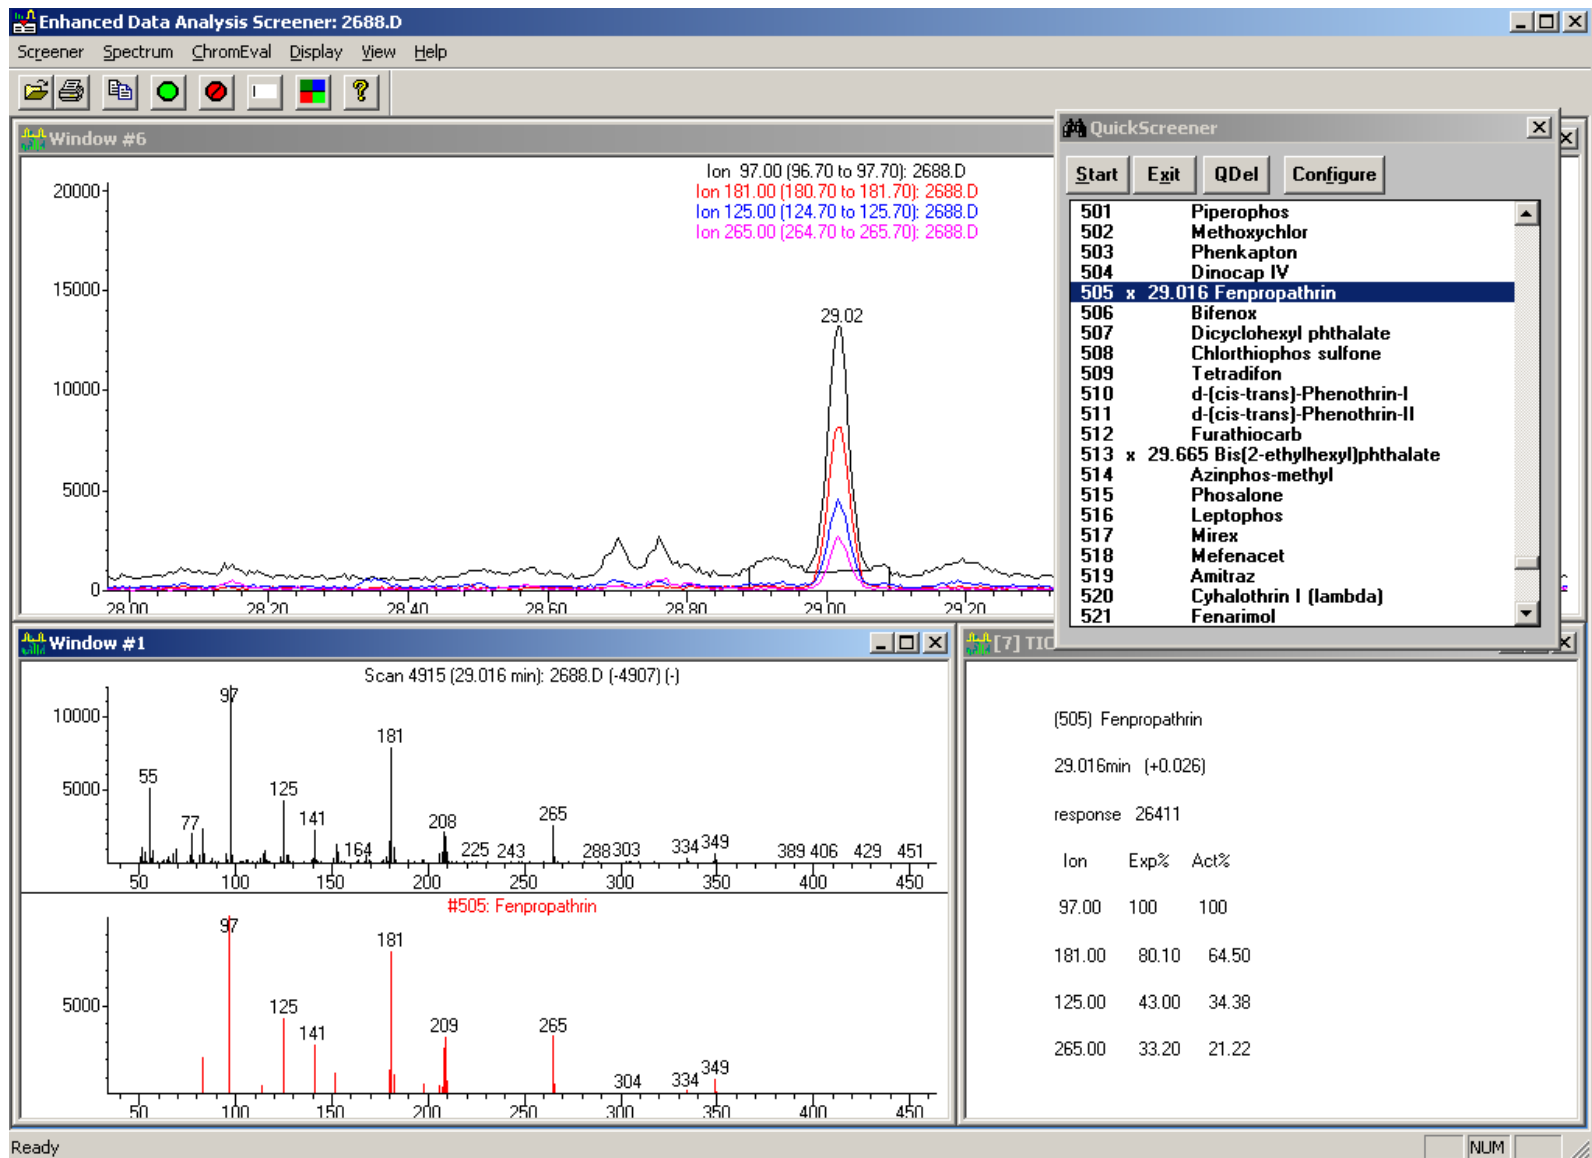 Enhanced Data Analysis Screener: 2688.D
Screener Spectrum ChromEval Display View Help
Window #6
Ion 97.00 (96.70 to 97.70): 2688.D
Ion 181.00 (180.70 to 181.70): 2688.D
Ion 125.00 (124.70 to 125.70): 2688.D
Ion 265.00 (264.70 to 265.70): 2688.D
20000
15000
10000
5000
0
29.02
28.00 28.20 28.40 28.60 28.80 29.00 29.20
QuickScreener
Start Exit QDel Configure
501 Piperophos
502 Methoxychlor
503 Phenkapton
504 Dinocap IV
505 x 29.016 Fenpropathrin
506 Bifenox
507 Dicyclohexyl phthalate
508 Chlorthiophos sulfone
509 Tetradifon
510 d-(cis-trans)-Phenothrin-I
511 d-(cis-trans)-Phenothrin-II
512 Furathiocarb
513 x 29.665 Bis(2-ethylhexyl)phthalate
514 Azinphos-methyl
515 Phosalone
516 Leptophos
517 Mirex
518 Mefenacet
519 Amitraz
520 Cyhalothrin I (lambda)
521 Fenarimol
Window #1
Scan 4915 (29.016 min): 2688.D (-4907) (-)
10000
5000
55 77 97 125 141 164 181 208 225 243 265 288 303 334 349 389 406 429 451
50 100 150 200 250 300 350 400 450
#505: Fenpropathrin
5000
97 125 141 181 209 265 304 334 349
50 100 150 200 250 300 350 400 450
[7] TIC
(505) Fenpropathrin
29.016min (+0.026)
response 26411
Ion Exp% Act%
97.00 100 100
181.00 80.10 64.50
125.00 43.00 34.38
265.00 33.20 21.22
Ready
NUM